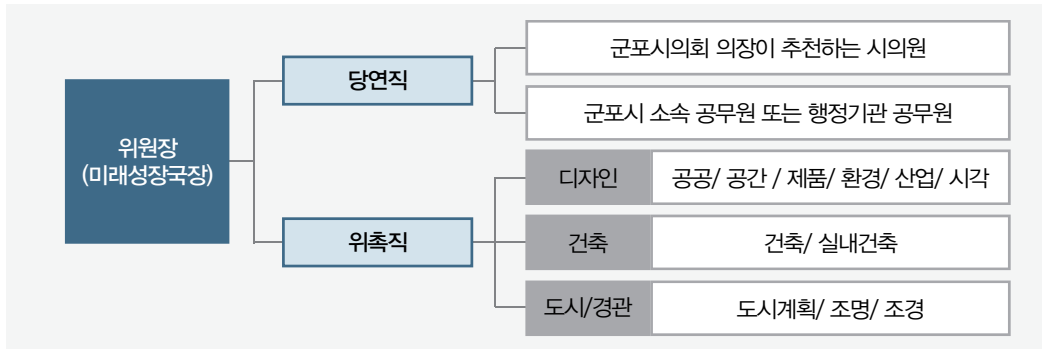 위원장
(미래성장국장)
당연직
군포시의회 의장이 추천하는 시의원
군포시 소속 공무원 또는 행정기관 공무원
위촉직
디자인
공공/ 공간 / 제품/ 환경/ 산업/ 시각
건축
건축/ 실내건축
도시/경관
도시계획/ 조명/ 조경